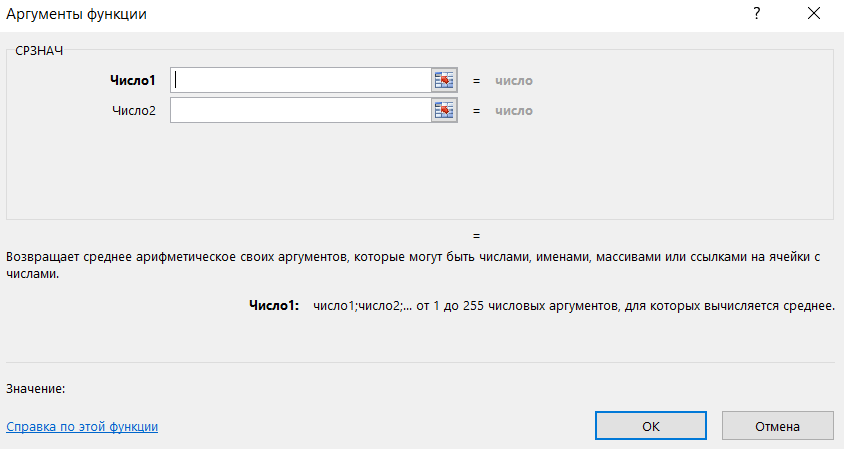 Аргументы функции ?
СРЗНАЧ
Число1 = число
Число2 = число
=
Возвращает среднее арифметическое своих аргументов, которые могут быть числами, именами, массивами или ссылками на ячейки с
числами.
Число1: число1;число2;... от 1 до 255 числовых аргументов, для которых вычисляется среднее.
Значение:
Справка по этой функции
ОК
Отмена